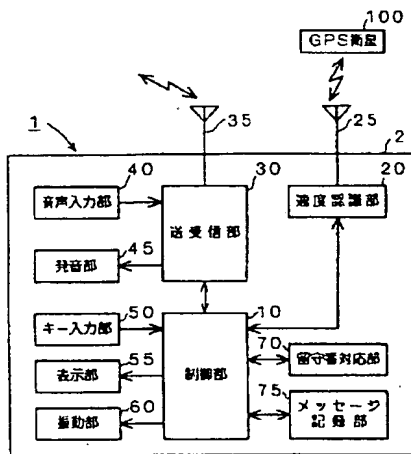 100
GPS衛星
1
35
25
2
40
30
20
音声入力部
送受信部
速度認識部
45
発音部
50
10
キー入力部
制御部
70
留守番対応部
55
表示部
75
メッセージ
記録部
60
振動部